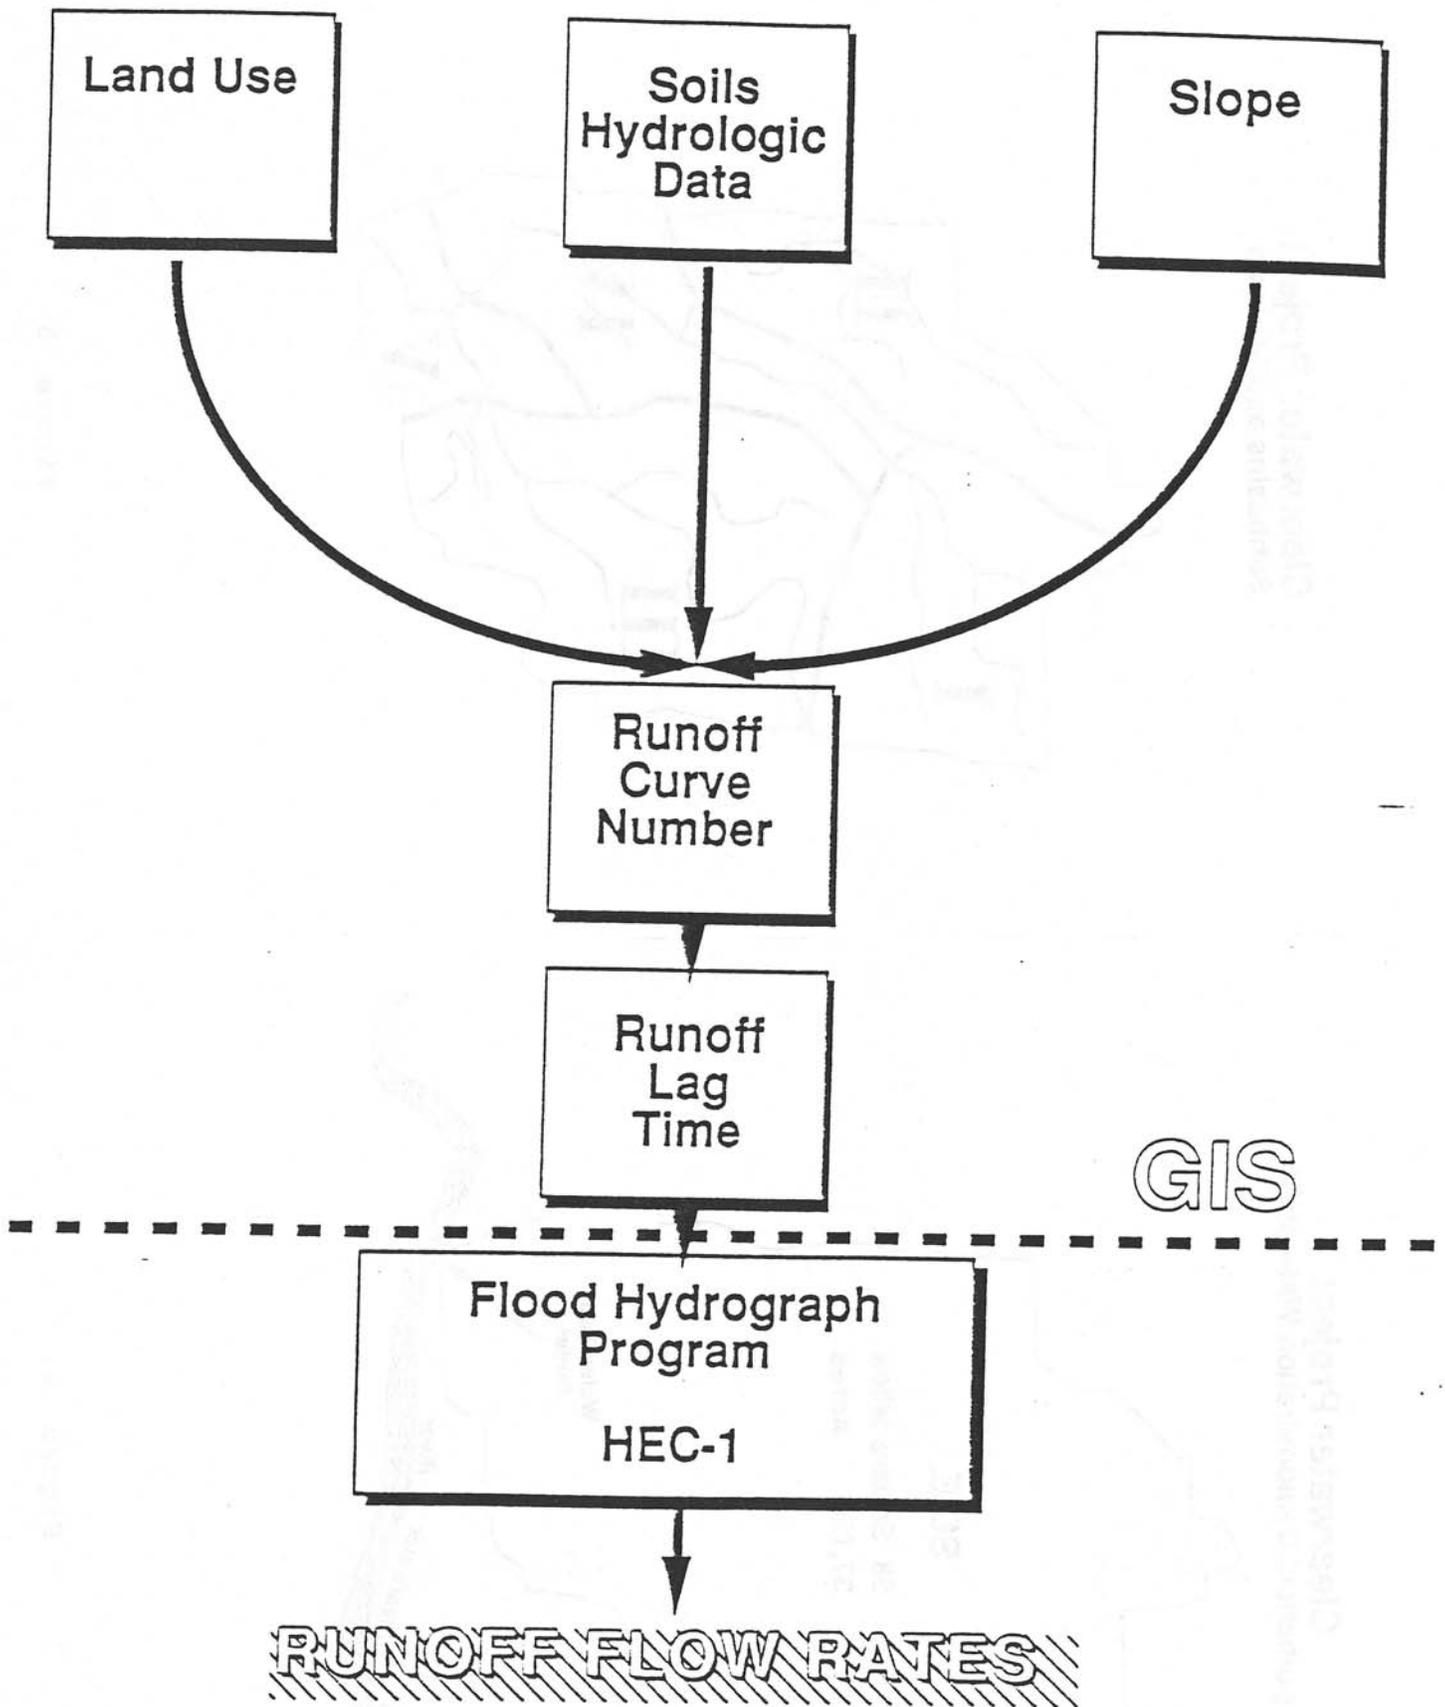 Land Use
Soils
Hydrologic
Data
Slope
Runoff
Curve
Number
Runoff
Lag
Time
GIS
Flood Hydrograph
Program
HEC-1
RUNOFF FLOW RATES